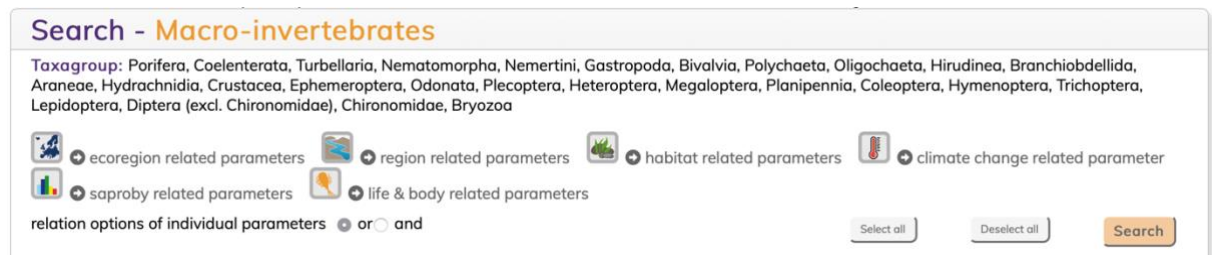 Search - Macro-invertebrates
Taxagroup: Porifera, Coelenterata, Turbellaria, Nematomorpha, Nemertini, Gastropoda, Bivalvia, Polychaeta, Oligochaeta, Hirudinea, Branchiobdellida,
Araneae, Hydrachnidia, Crustacea, Ephemeroptera, Odonata, Plecoptera, Heteroptera, Megaloptera, Planipennia, Coleoptera, Hymenoptera, Trichoptera,
Lepidoptera, Diptera (excl. Chironomidae), Chironomidae, Bryozoa
ecoregion related parameters region related parameters habitat related parameters climate change related parameter
saproby related parameters life & body related parameters
relation options of individual parameters or and Select all Deselect all Search